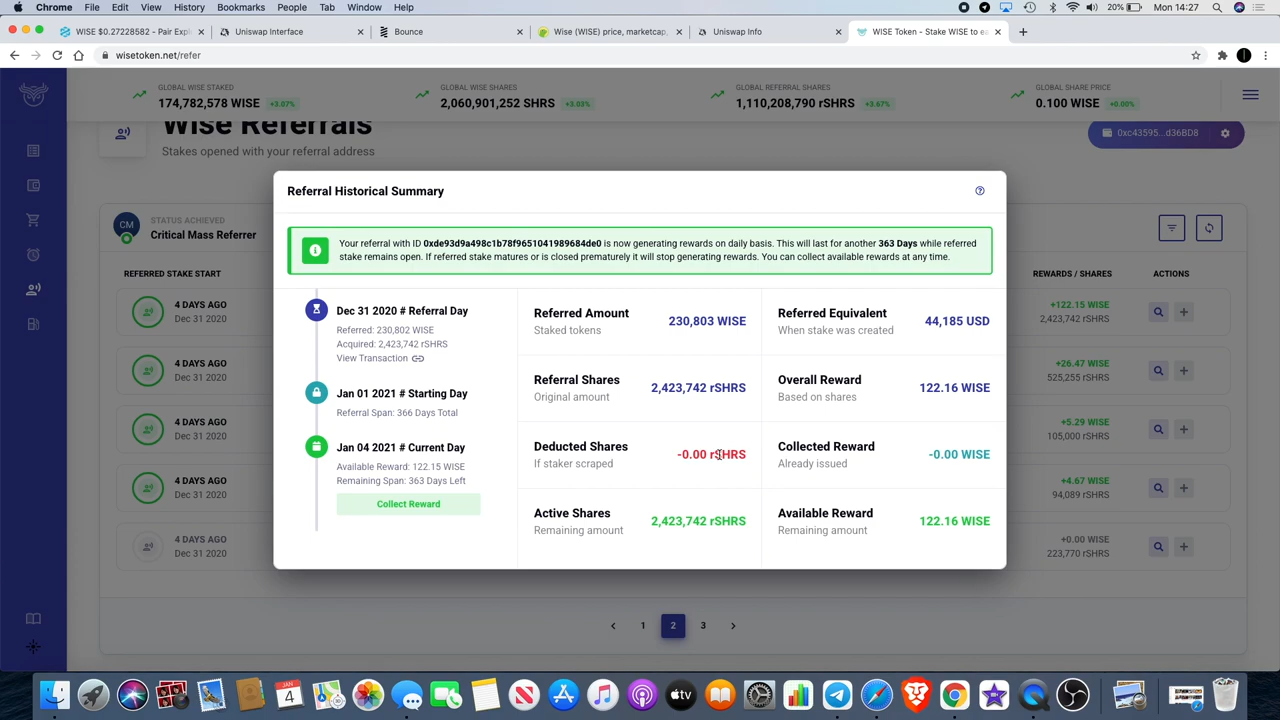 Chrome File Edit View History Bookmarks People Tab Window Help 20% Mon 14:27
WISE $0.27228582 - Pair Expl
Uniswap Interface
Bounce
Wise (WISE) price, marketcap,
Uniswap Info
WISE Token - Stake WISE to ea
wisetoken.net/refer
GLOBAL WISE STAKED
174,782,578 WISE +3.07%
GLOBAL WISE SHARES
2,060,901,252 SHRS +3.03%
GLOBAL REFERRAL SHARES
1,110,208,790 rSHRS +3.67%
GLOBAL SHARE PRICE
0.100 WISE +0.00%
Wise Referrals
Stakes opened with your referral address
0xc43595...d36BD8
CM
STATUS ACHIEVED
Critical Mass Referrer
REFERRED STAKE START
REWARDS / SHARES
ACTIONS
4 DAYS AGO
Dec 31 2020
+122.15 WISE
2,423,742 rSHRS
4 DAYS AGO
Dec 31 2020
+26.47 WISE
525,255 rSHRS
4 DAYS AGO
Dec 31 2020
+5.29 WISE
105,000 rSHRS
4 DAYS AGO
Dec 31 2020
+4.67 WISE
94,089 rSHRS
4 DAYS AGO
Dec 31 2020
+0.00 WISE
223,770 rSHRS
1 2 3
Referral Historical Summary
Your referral with ID 0xde93d9a498c1b78f9651041989684de0 is now generating rewards on daily basis. This will last for another 363 Days while referred
stake remains open. If referred stake matures or is closed prematurely it will stop generating rewards. You can collect available rewards at any time.
Dec 31 2020 # Referral Day
Referred: 230,802 WISE
Acquired: 2,423,742 rSHRS
View Transaction
Jan 01 2021 # Starting Day
Referral Span: 366 Days Total
Jan 04 2021 # Current Day
Available Reward: 122.15 WISE
Remaining Span: 363 Days Left
Collect Reward
Referred Amount
Staked tokens
230,803 WISE
Referred Equivalent
When stake was created
44,185 USD
Referral Shares
Original amount
2,423,742 rSHRS
Overall Reward
Based on shares
122.16 WISE
Deducted Shares
If staker scraped
-0.00 rSHRS
Collected Reward
Already issued
-0.00 WISE
Active Shares
Remaining amount
2,423,742 rSHRS
Available Reward
Remaining amount
122.16 WISE
JAN
4
tv